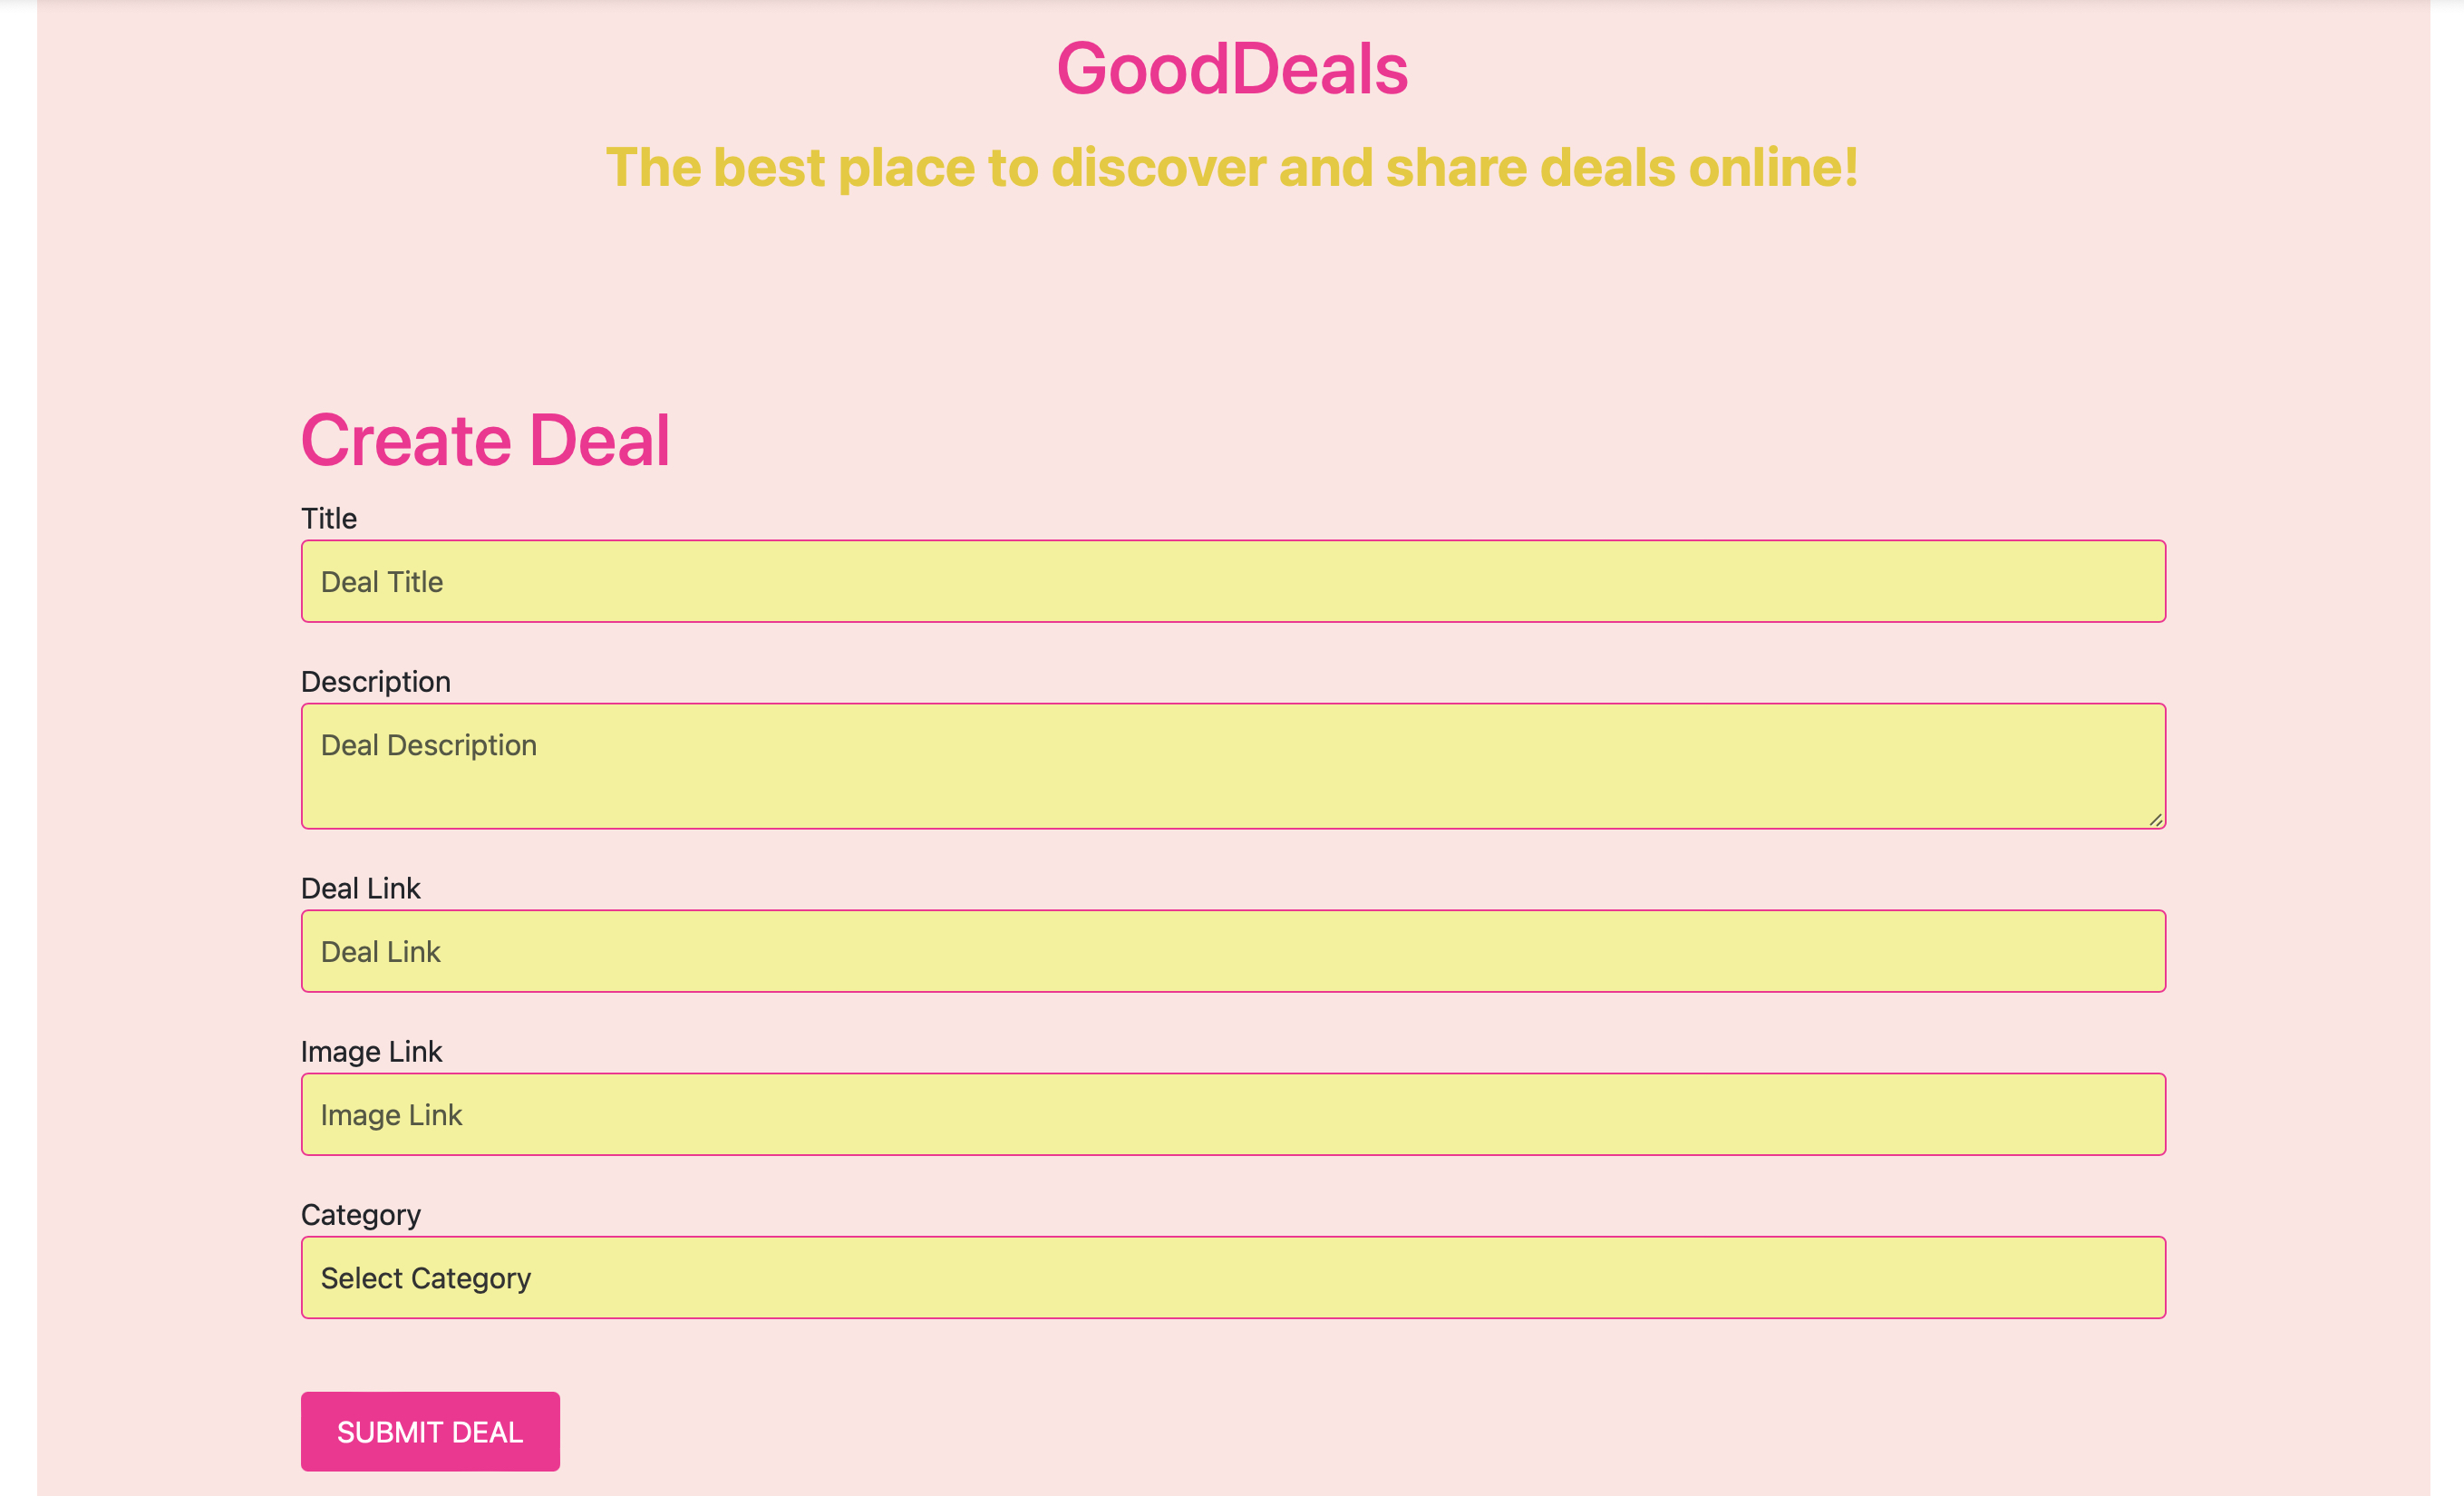 GoodDeals
The best place to discover and share deals online!
Create Deal
Title
Deal Title
Description
Deal Description
Deal Link
Deal Link
Image Link
Image Link
Category
Select Category
SUBMIT DEAL